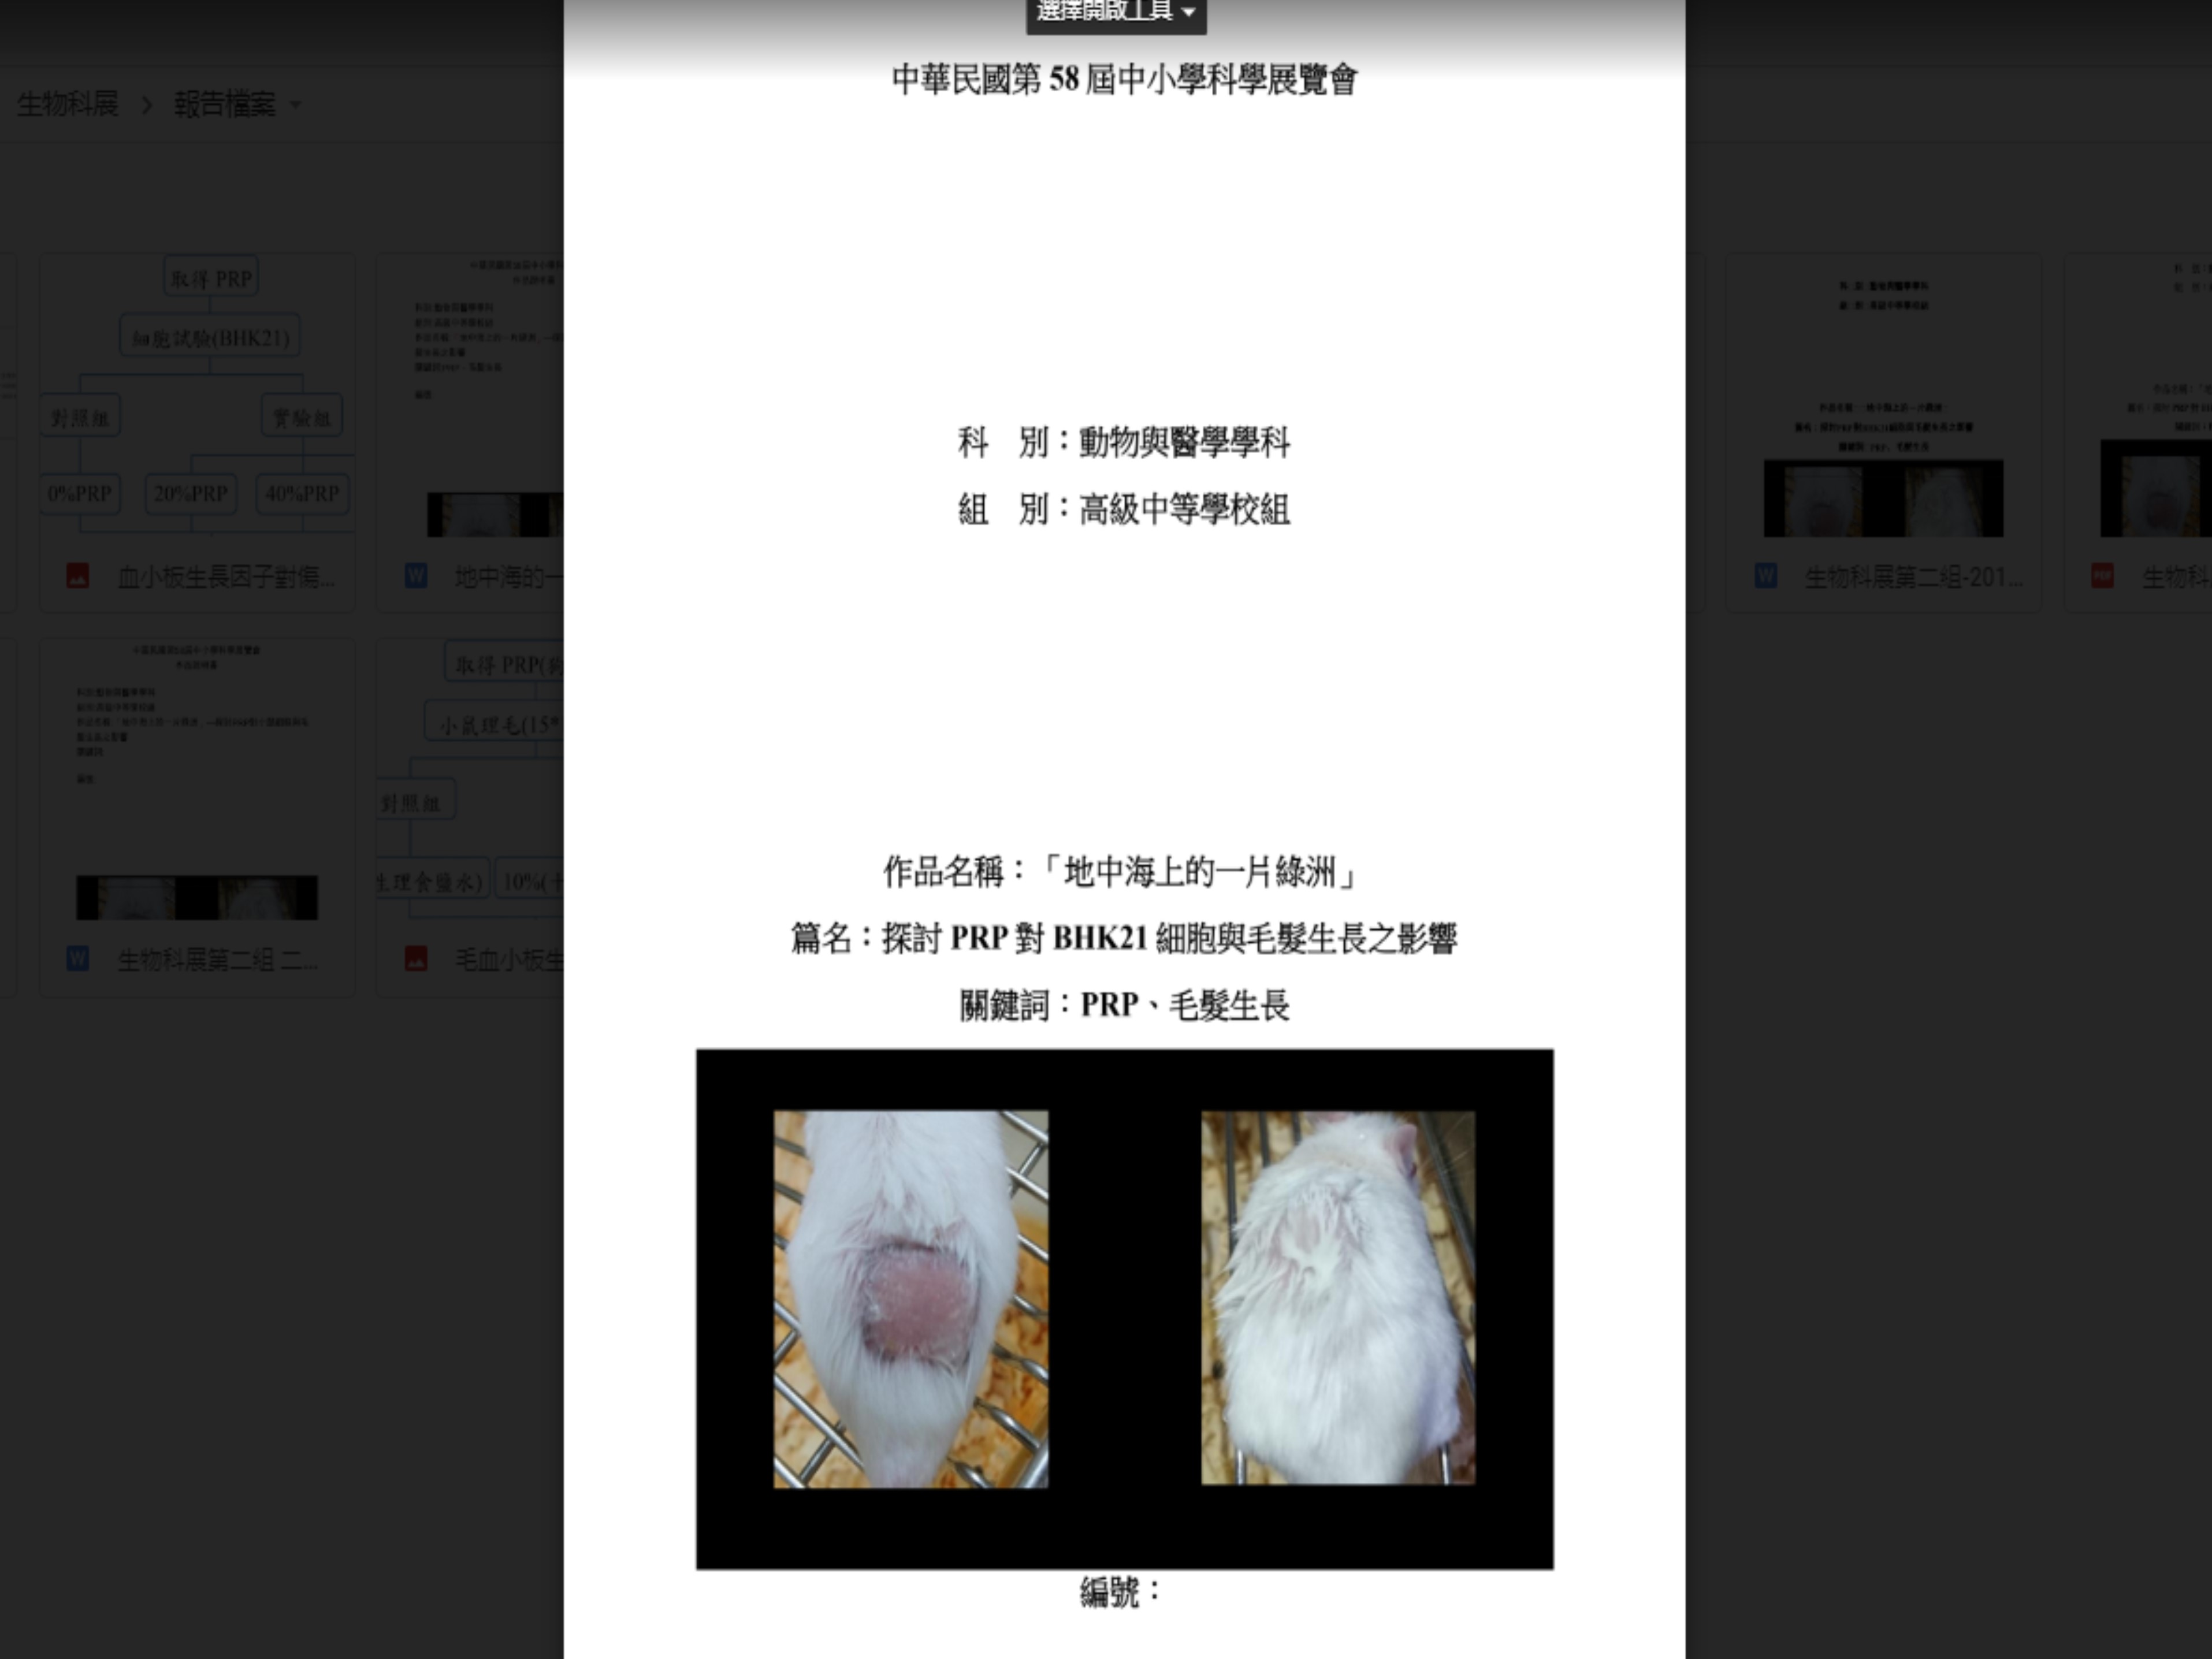 選擇開啟工具
中華民國第 58 屆中小學科學展覽會
生物科展 > 報告檔案
科　別：動物與醫學學科
組　別：高級中等學校組
作品名稱：「地中海上的一片綠洲」
篇名：探討 PRP 對 BHK21 細胞與毛髮生長之影響
關鍵詞：PRP、毛髮生長
編號：
取得 PRP
細胞試驗(BHK21)
對照組
實驗組
0%PRP
20%PRP
40%PRP
血小板生長因子對傷...
地中海的一
生物科展第二組-201...
PDF
生物科
生物科展第二組 二...
取得 PRP(
小鼠理毛(15*
對照組
生理食鹽水)
10%(
毛血小板生